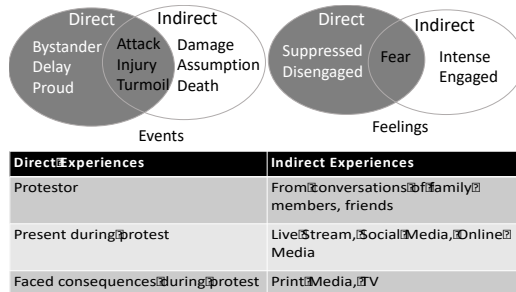 Direct
Indirect
Bystander
Delay
Proud
Attack
Injury
Turmoil
Damage
Assumption
Death
Events
Direct
Indirect
Suppressed
Disengaged
Fear
Intense
Engaged
Feelings
Direct Experiences
Indirect Experiences
Protestor
From conversations of family
members, friends
Present during protest
Live Stream, Social Media, Online
Media
Faced consequences during protest
Print Media, TV